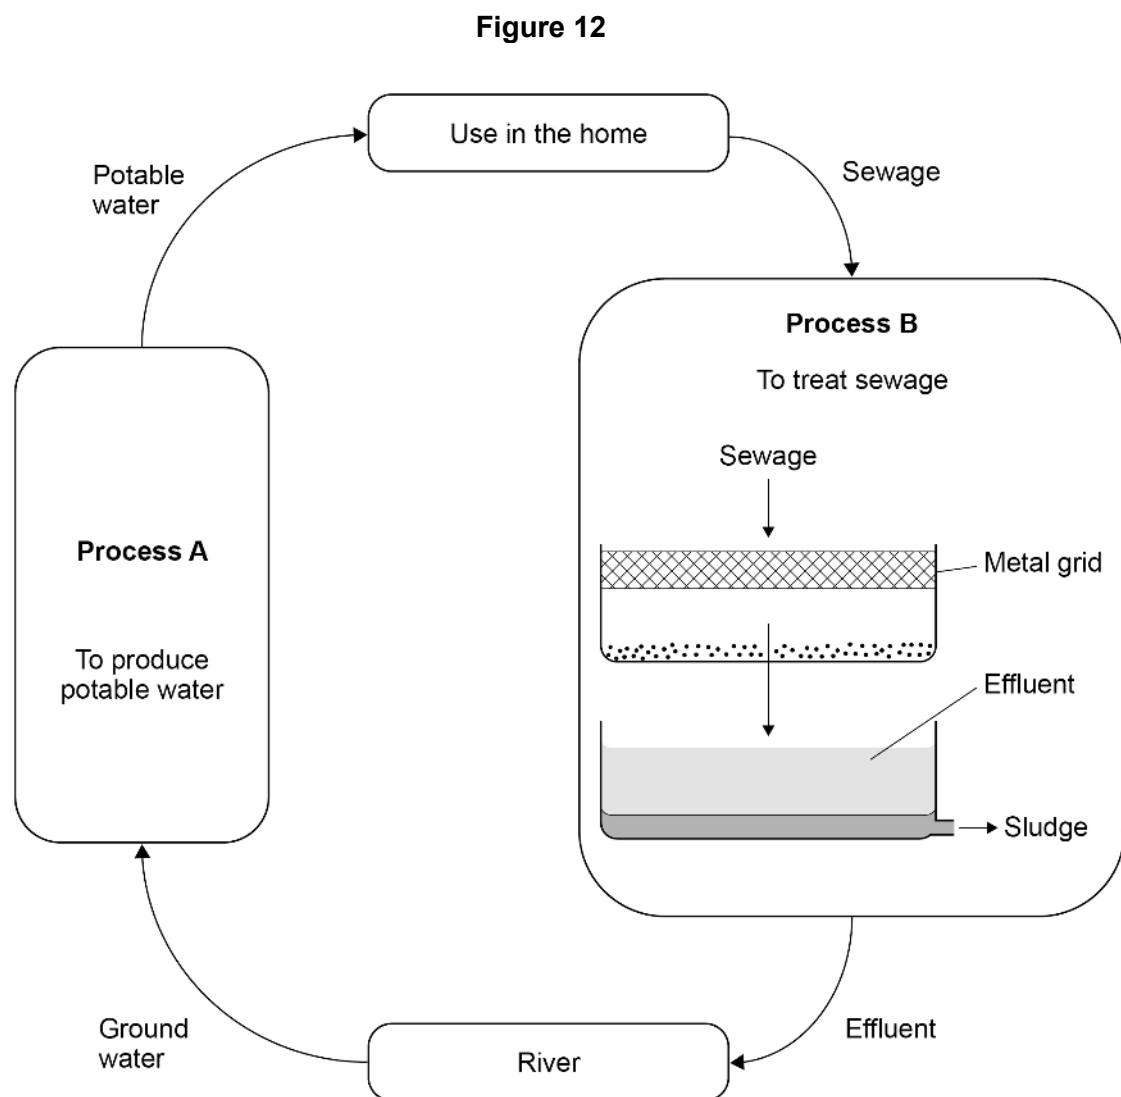 Figure 12
Use in the home
Potable
water
Sewage
Process B
To treat sewage
Sewage
Metal grid
Effluent
Sludge
Process A
To produce
potable water
Ground
water
River
Effluent